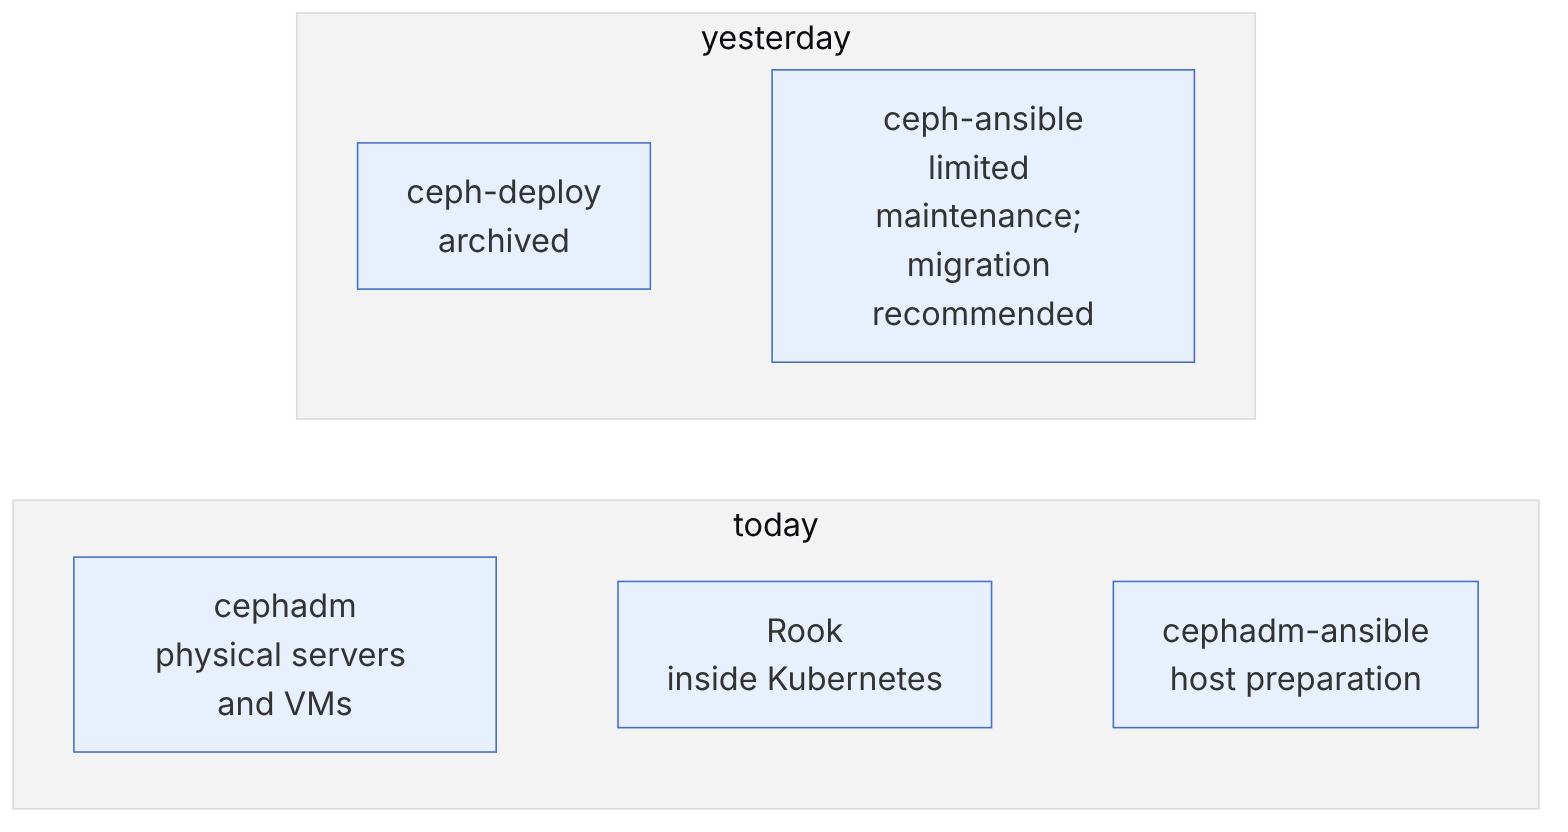 yesterday
ceph-deploy
archived
ceph-ansible
limited
maintenance;
migration
recommended
today
cephadm
physical servers
and VMs
Rook
inside Kubernetes
cephadm-ansible
host preparation